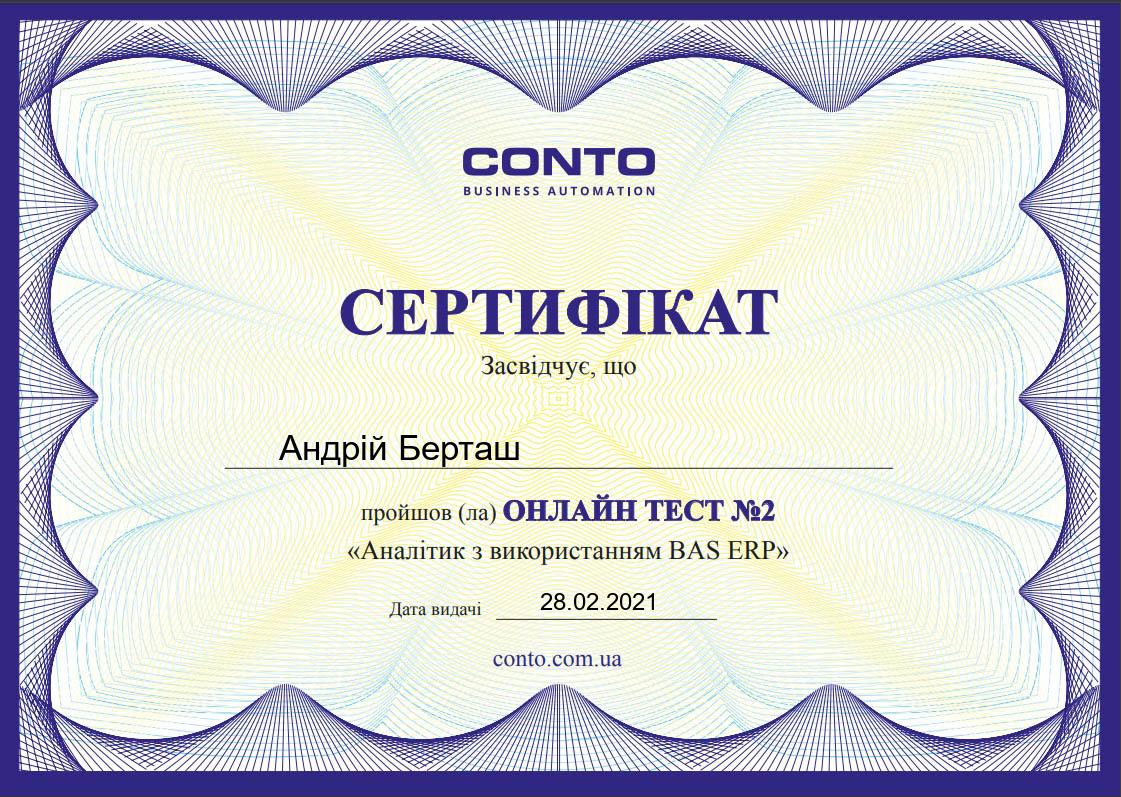 CONTO
BUSINESS AUTOMATION
СЕРТИФІКАТ
Засвідчує, що
Андрій Берташ
пройшов (ла) ОНЛАЙН ТЕСТ №2
«Аналітик з використанням BAS ERP»
Дата видачі 28.02.2021
conto.com.ua